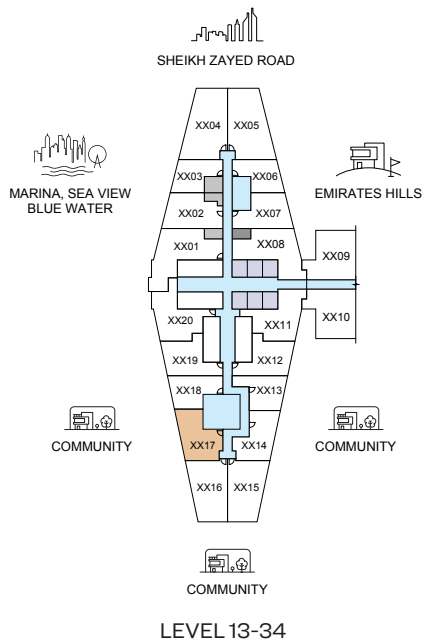 SHEIKH ZAYED ROAD
MARINA, SEA VIEW
BLUE WATER
EMIRATES HILLS
XX04
XX05
XX03
XX06
XX02
XX07
XX01
XX08
XX09
XX10
XX20
XX11
XX19
XX12
XX18
XX13
XX17
XX14
XX16
XX15
COMMUNITY
COMMUNITY
COMMUNITY
LEVEL 13-34